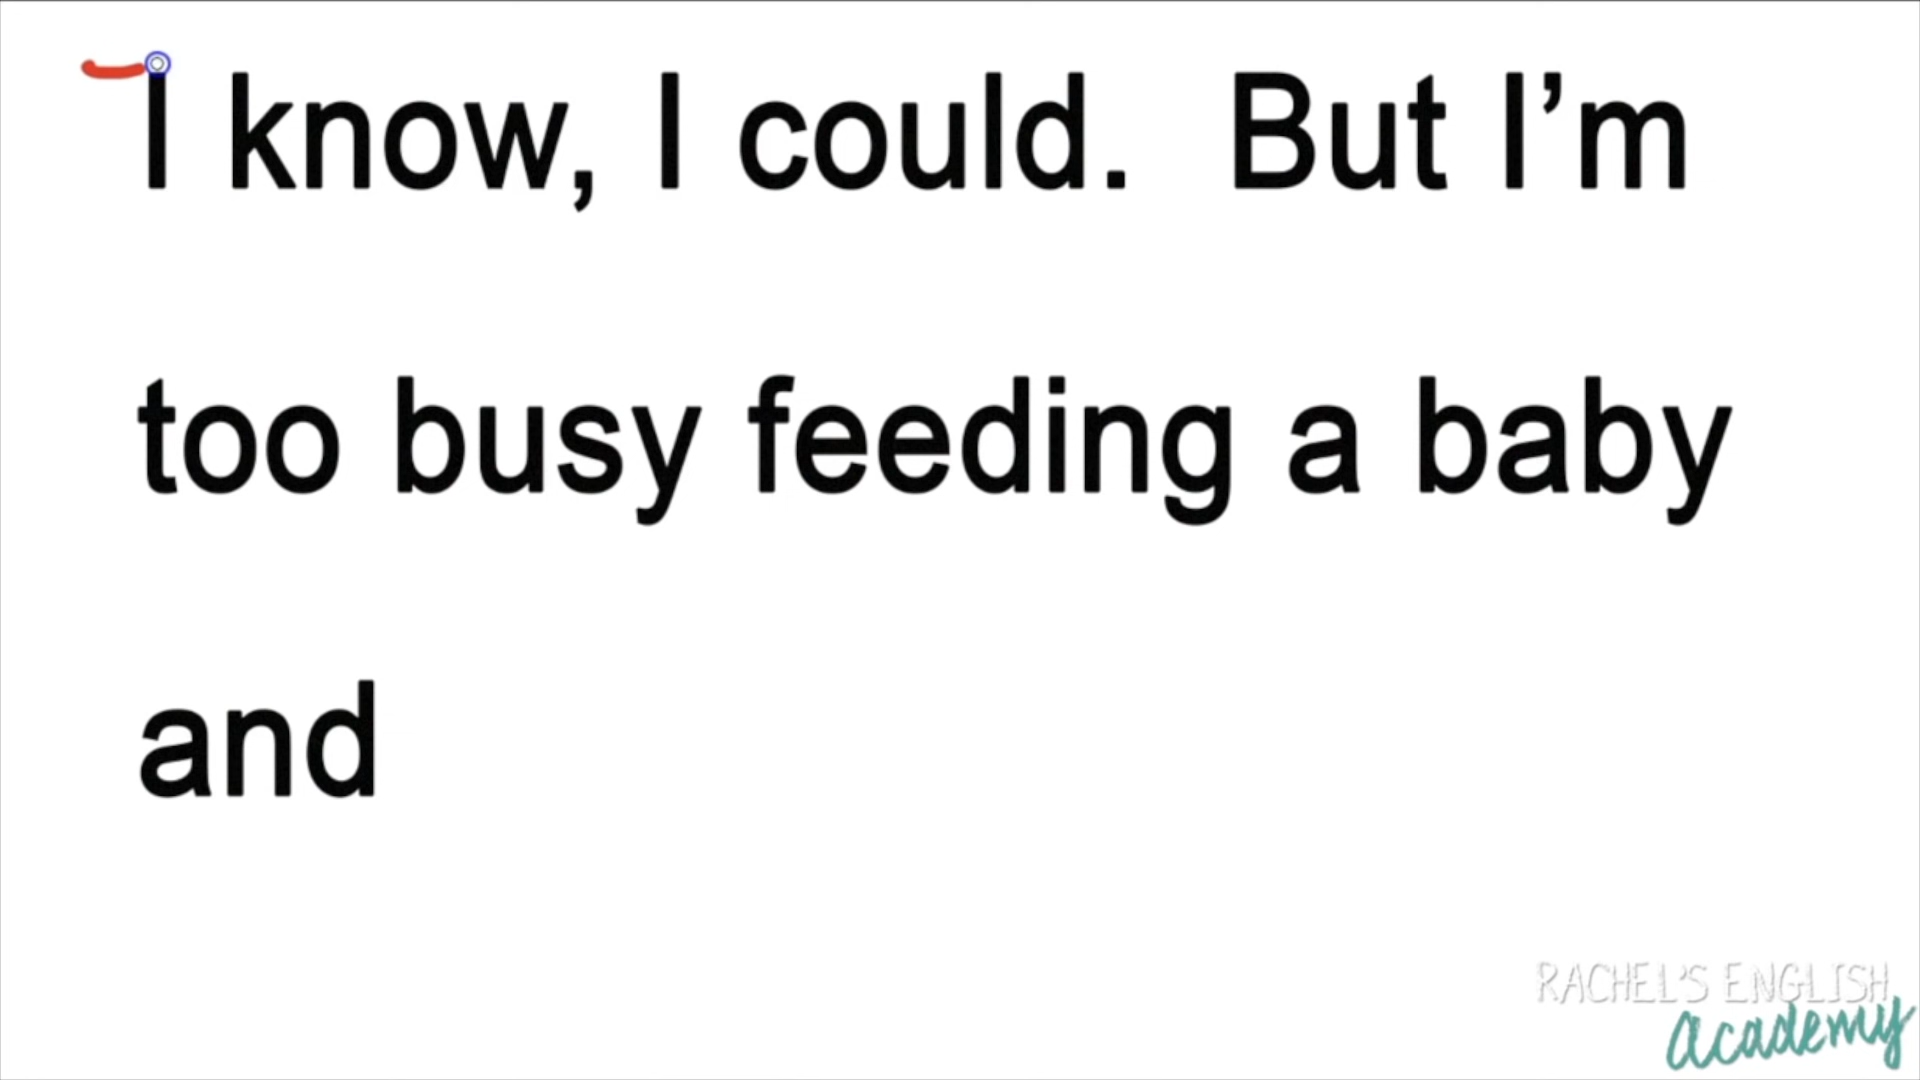 I know, I could.  But I’m
too busy feeding a baby
and
RACHEL'S ENGLISH
academy